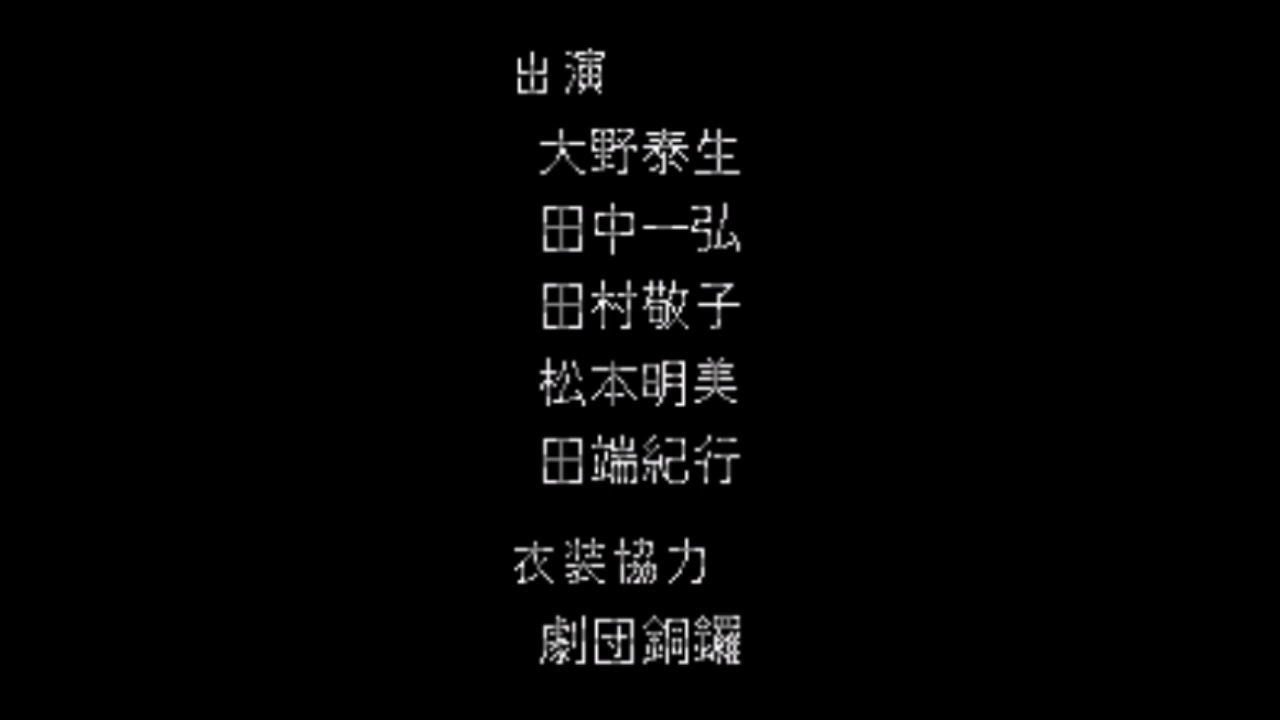 出演
大野泰生
田中一弘
田村敬子
松本明美
田端紀行
衣装協力
劇団銅鑼